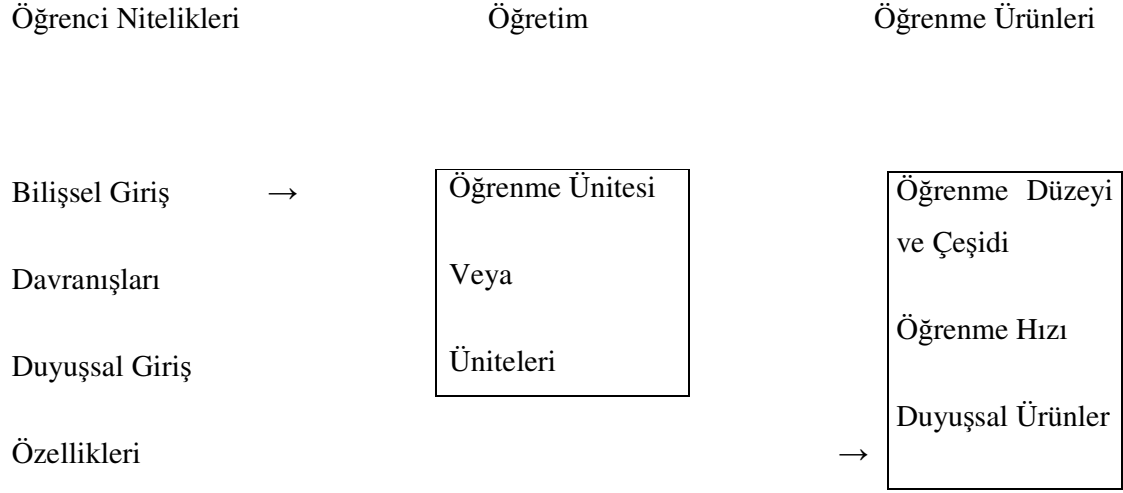 Öğrenci Nitelikleri Öğretim Öğrenme Ürünleri
Bilişsel Giriş →
Davranışları
Duyuşsal Giriş
Özellikleri
Öğrenme Ünitesi
Veya
Üniteleri
→
Öğrenme Düzeyi
ve Çeşidi
Öğrenme Hızı
Duyuşsal Ürünler